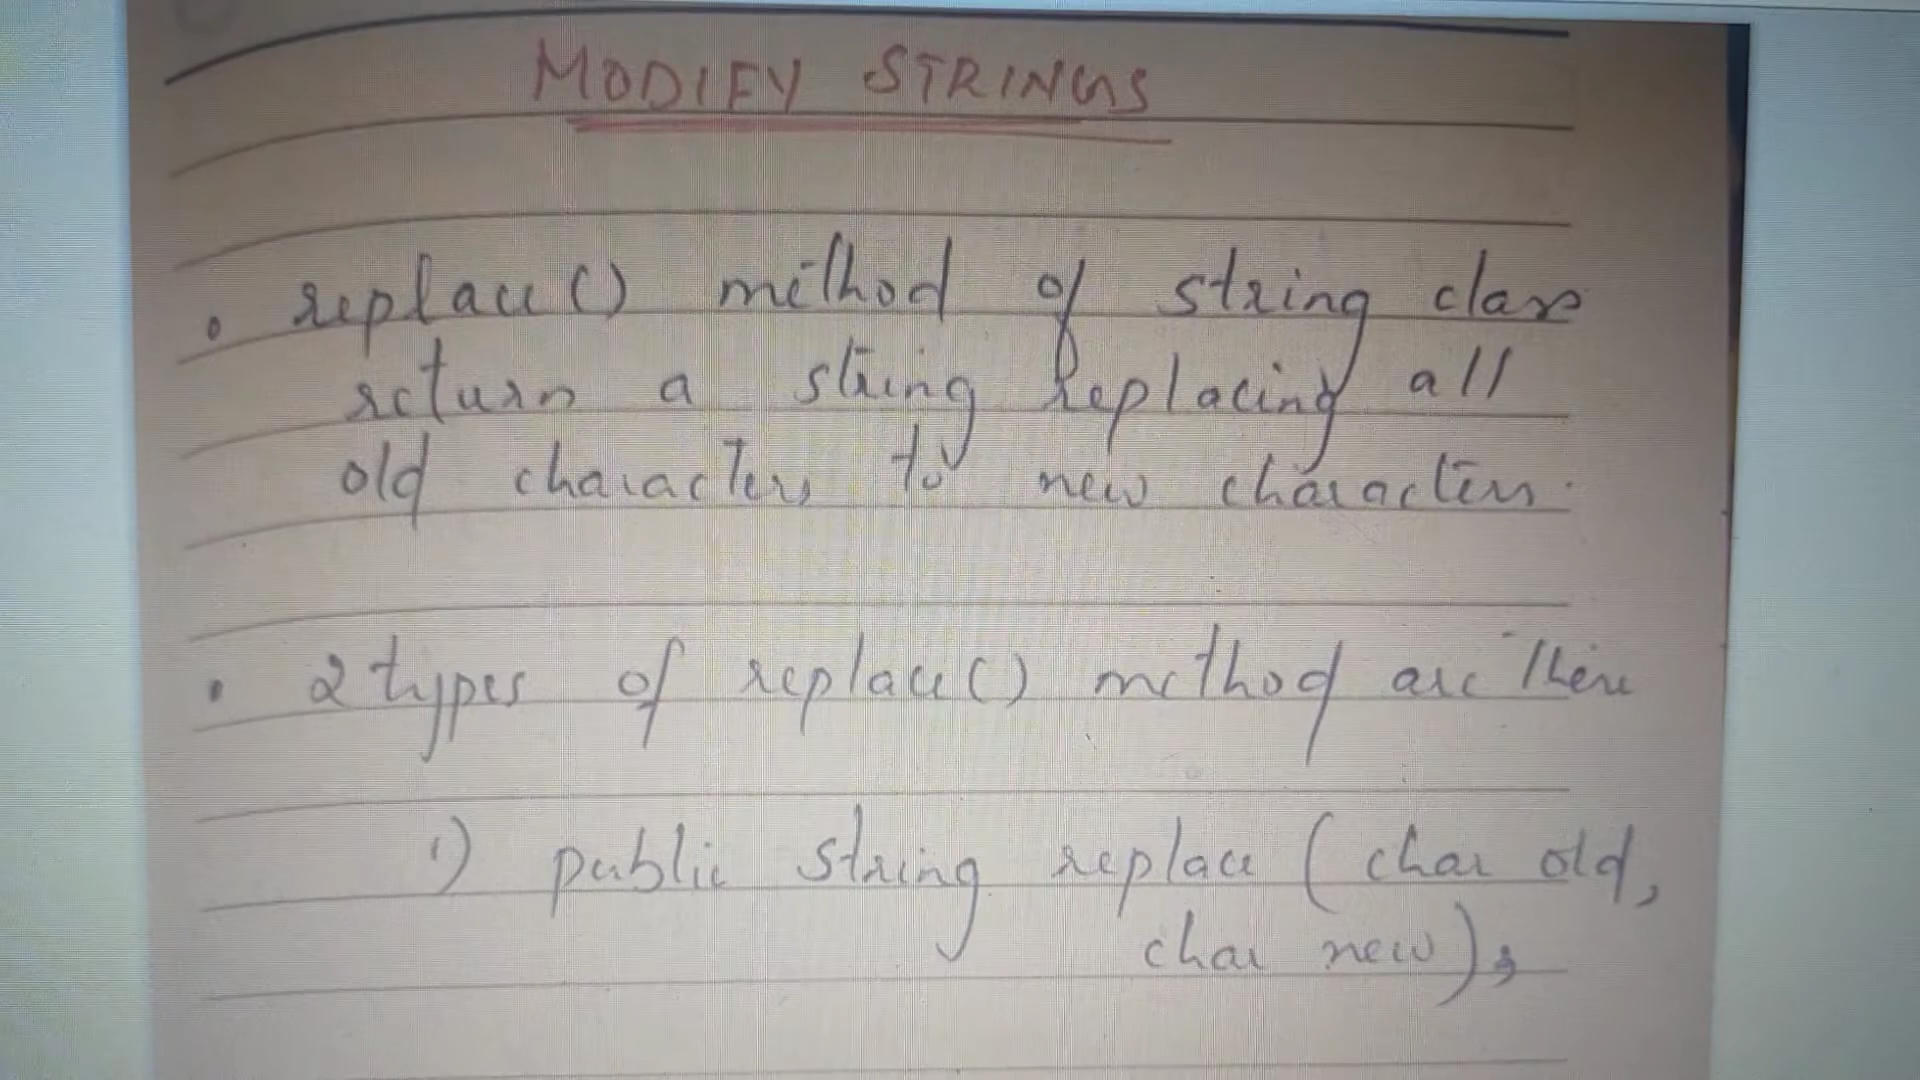 MODIFY STRINGS
• replace() method of string class
return a string Replacing all
old characters to new characters.
• 2 types of replace() method are there
1) public string replace (char old,
char new);